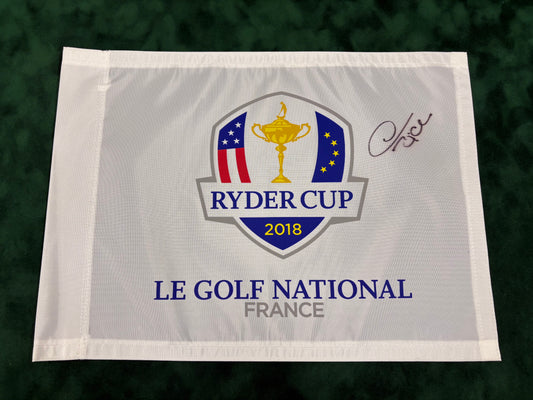 RYDER CUP
2018
LE GOLF NATIONAL
FRANCE